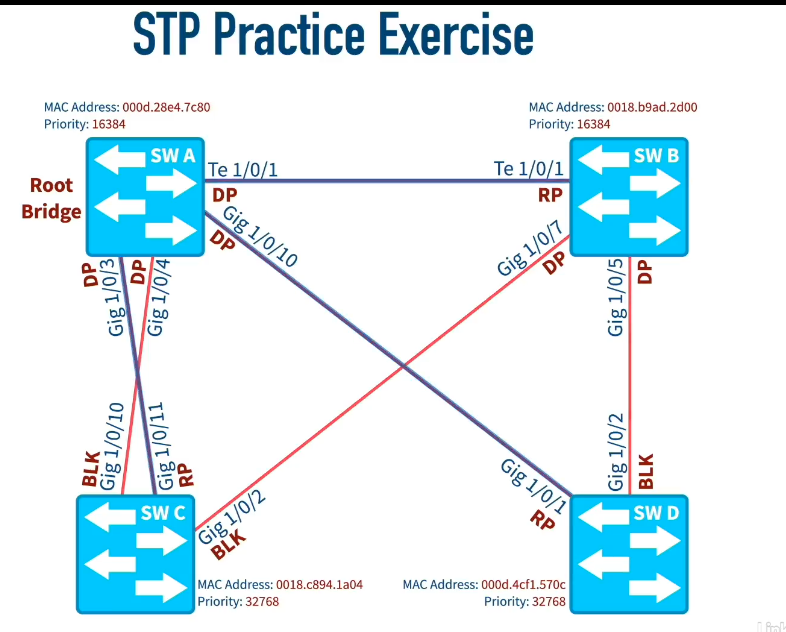 STP Practice Exercise
MAC Address: 000d.28e4.7c80
Priority: 16384
MAC Address: 0018.b9ad.2d00
Priority: 16384
SW A
SW B
Root
Bridge
Te 1/0/1
DP
Te 1/0/1
RP
Gig 1/0/10
DP
Gig 1/0/7
DP
DP
Gig 1/0/3
DP
Gig 1/0/4
Gig 1/0/5
DP
BLK
Gig 1/0/10
Gig 1/0/11
RP
Gig 1/0/2
BLK
Gig 1/0/1
RP
Gig 1/0/2
BLK
SW C
SW D
MAC Address: 0018.c894.1a04
Priority: 32768
MAC Address: 000d.4cf1.570c
Priority: 32768